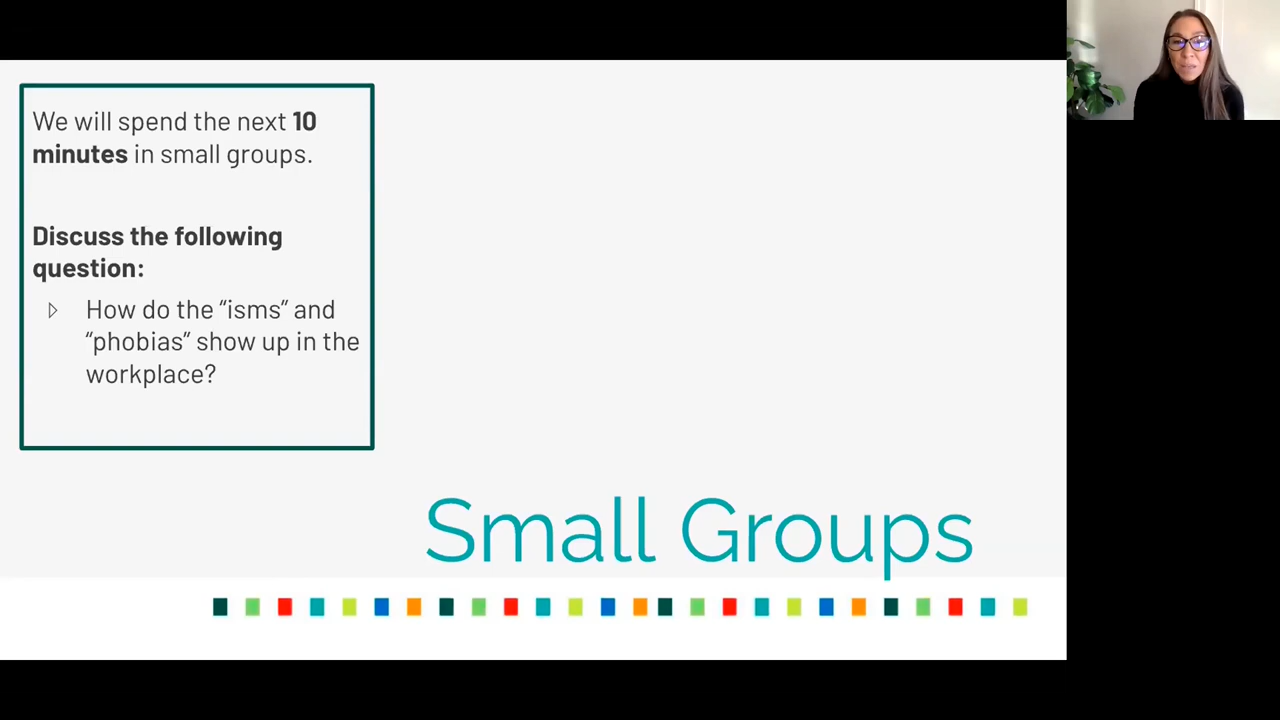 We will spend the next 10
minutes in small groups.
Discuss the following
question:
How do the “isms” and
“phobias” show up in the
workplace?
Small Groups